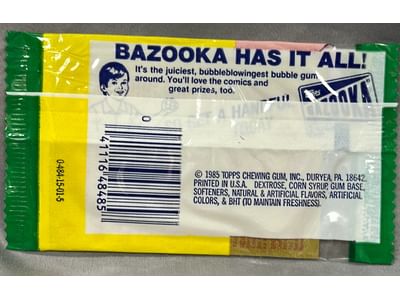 BAZOOKA HAS IT ALL!
It's the juiciest, bubbleblowingest bubble gum
around. You'll love the comics and
great prizes, too.
BAZOOKA
0
41116-48485
0-484-15-01-5
© 1985 TOPPS CHEWING GUM, INC., DURYEA, PA. 18642.
PRINTED IN U.S.A. DEXTROSE, CORN SYRUP, GUM BASE,
SOFTENERS, NATURAL & ARTIFICIAL FLAVORS, ARTIFICIAL
COLORS, & BHT (TO MAINTAIN FRESHNESS).